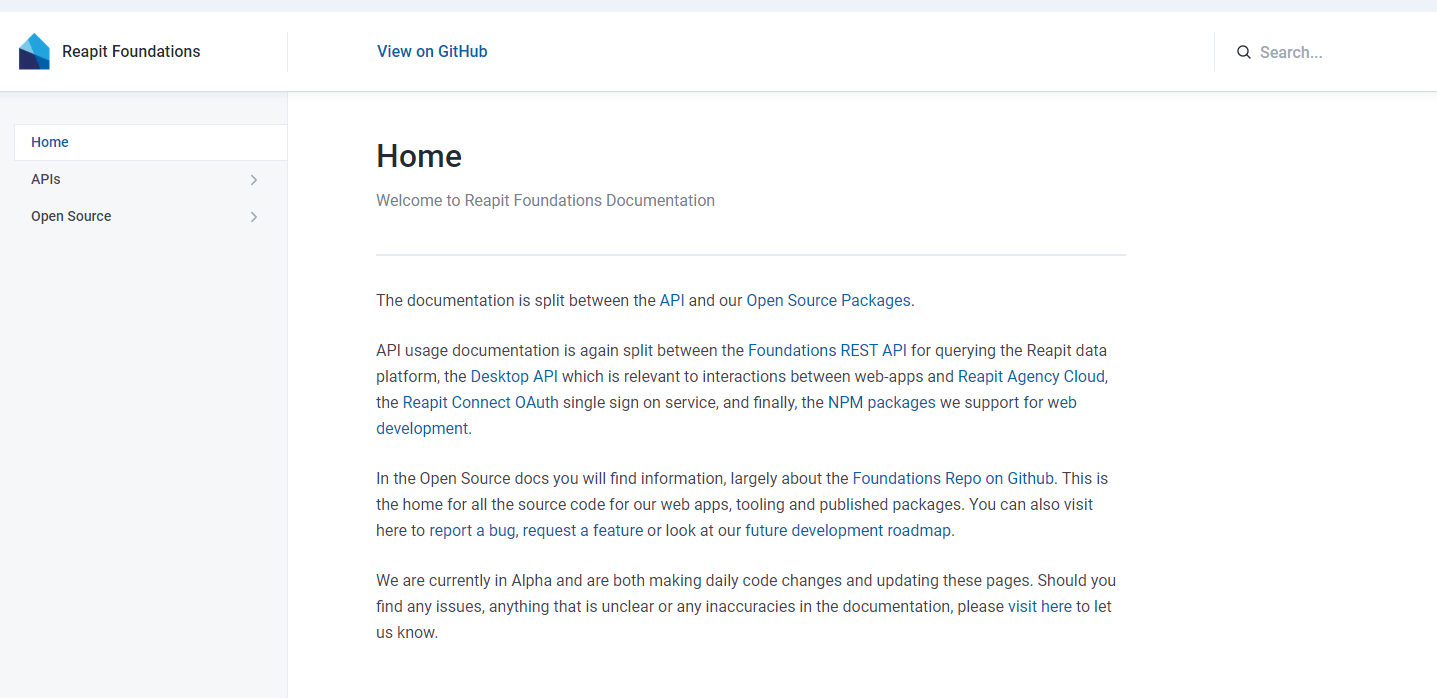 Reapit Foundations
View on GitHub
Search...
Home
APIs
Open Source
Home
Welcome to Reapit Foundations Documentation
The documentation is split between the API and our Open Source Packages.
API usage documentation is again split between the Foundations REST API for querying the Reapit data
platform, the Desktop API which is relevant to interactions between web-apps and Reapit Agency Cloud,
the Reapit Connect OAuth single sign on service, and finally, the NPM packages we support for web
development.
In the Open Source docs you will find information, largely about the Foundations Repo on Github. This is
the home for all the source code for our web apps, tooling and published packages. You can also visit
here to report a bug, request a feature or look at our future development roadmap.
We are currently in Alpha and are both making daily code changes and updating these pages. Should you
find any issues, anything that is unclear or any inaccuracies in the documentation, please visit here to let
us know.